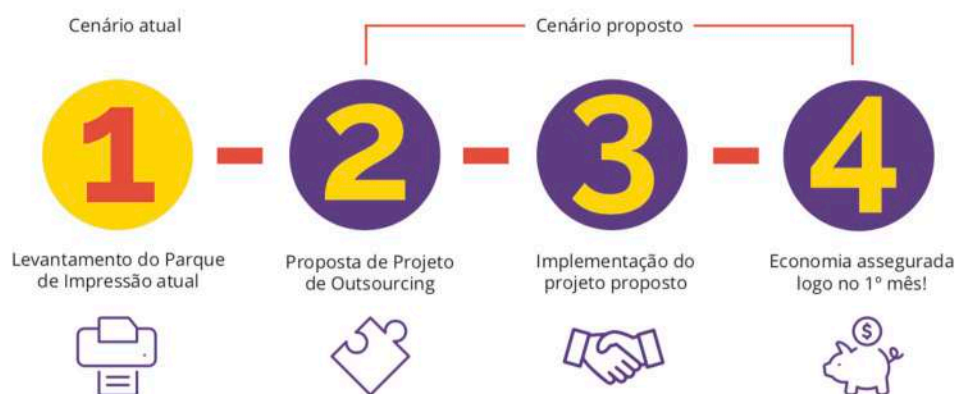 Cenário atual
Cenário proposto
1
2
3
4
Levantamento do Parque
de Impressão atual
Proposta de Projeto
de Outsourcing
Implementação do
projeto proposto
Economia assegurada
logo no 1º mês!
$